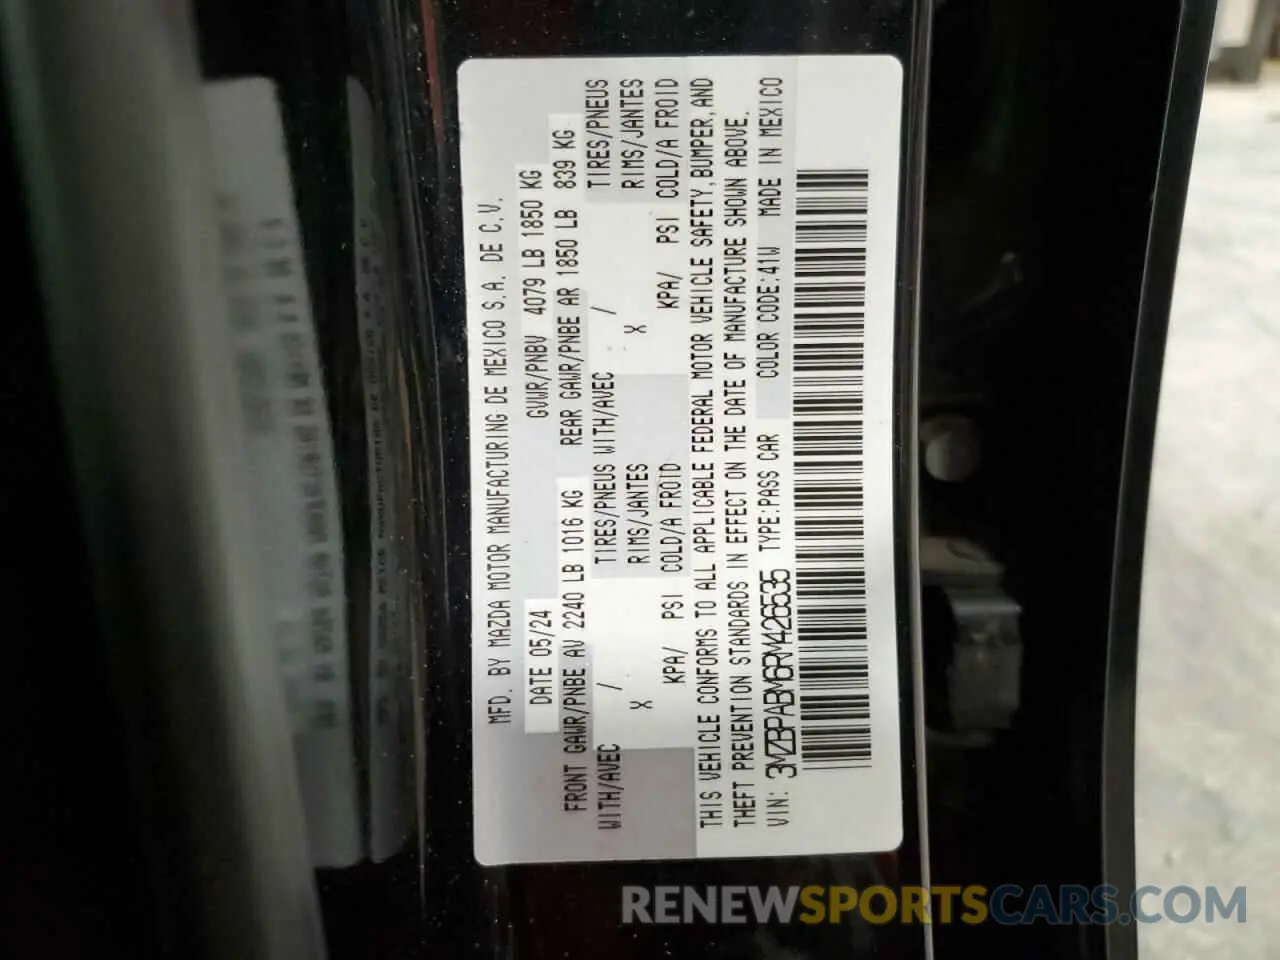 MFD. BY MAZDA MOTOR MANUFACTURING DE MEXICO S.A. DE C.V.
DATE 05/24 GVWR/PNBV 4079 LB 1850 KG
FRONT GAWR/PNBE AV 2240 LB 1016 KG REAR GAWR/PNBE AR 1850 LB 839 KG
WITH/AVEC / TIRES/PNEUS WITH/AVEC / TIRES/PNEUS
X RIMS/JANTES X RIMS/JANTES
KPA/ PSI COLD/A FROID KPA/ PSI COLD/A FROID
THIS VEHICLE CONFORMS TO ALL APPLICABLE FEDERAL MOTOR VEHICLE SAFETY, BUMPER, AND
THEFT PREVENTION STANDARDS IN EFFECT ON THE DATE OF MANUFACTURE SHOWN ABOVE.
VIN: 3MZBPABM6RM426535 TYPE: PASS CAR COLOR CODE: 41W MADE IN MEXICO
RENEWSPORTSCARS.COM